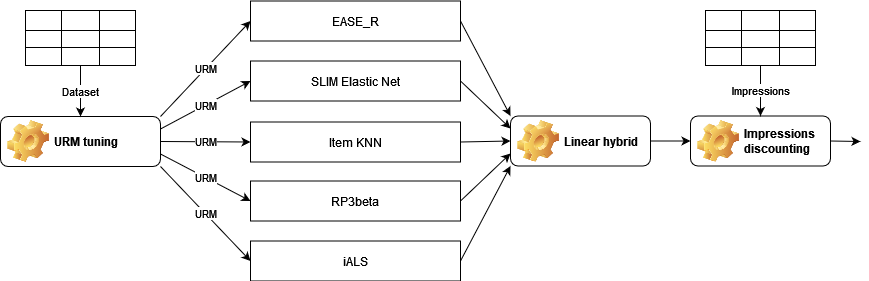 EASE_R
URM
SLIM Elastic Net
URM
Dataset
Impressions
URM tuning
URM
Item KNN
Linear hybrid
Impressions
discounting
URM
RP3beta
URM
iALS